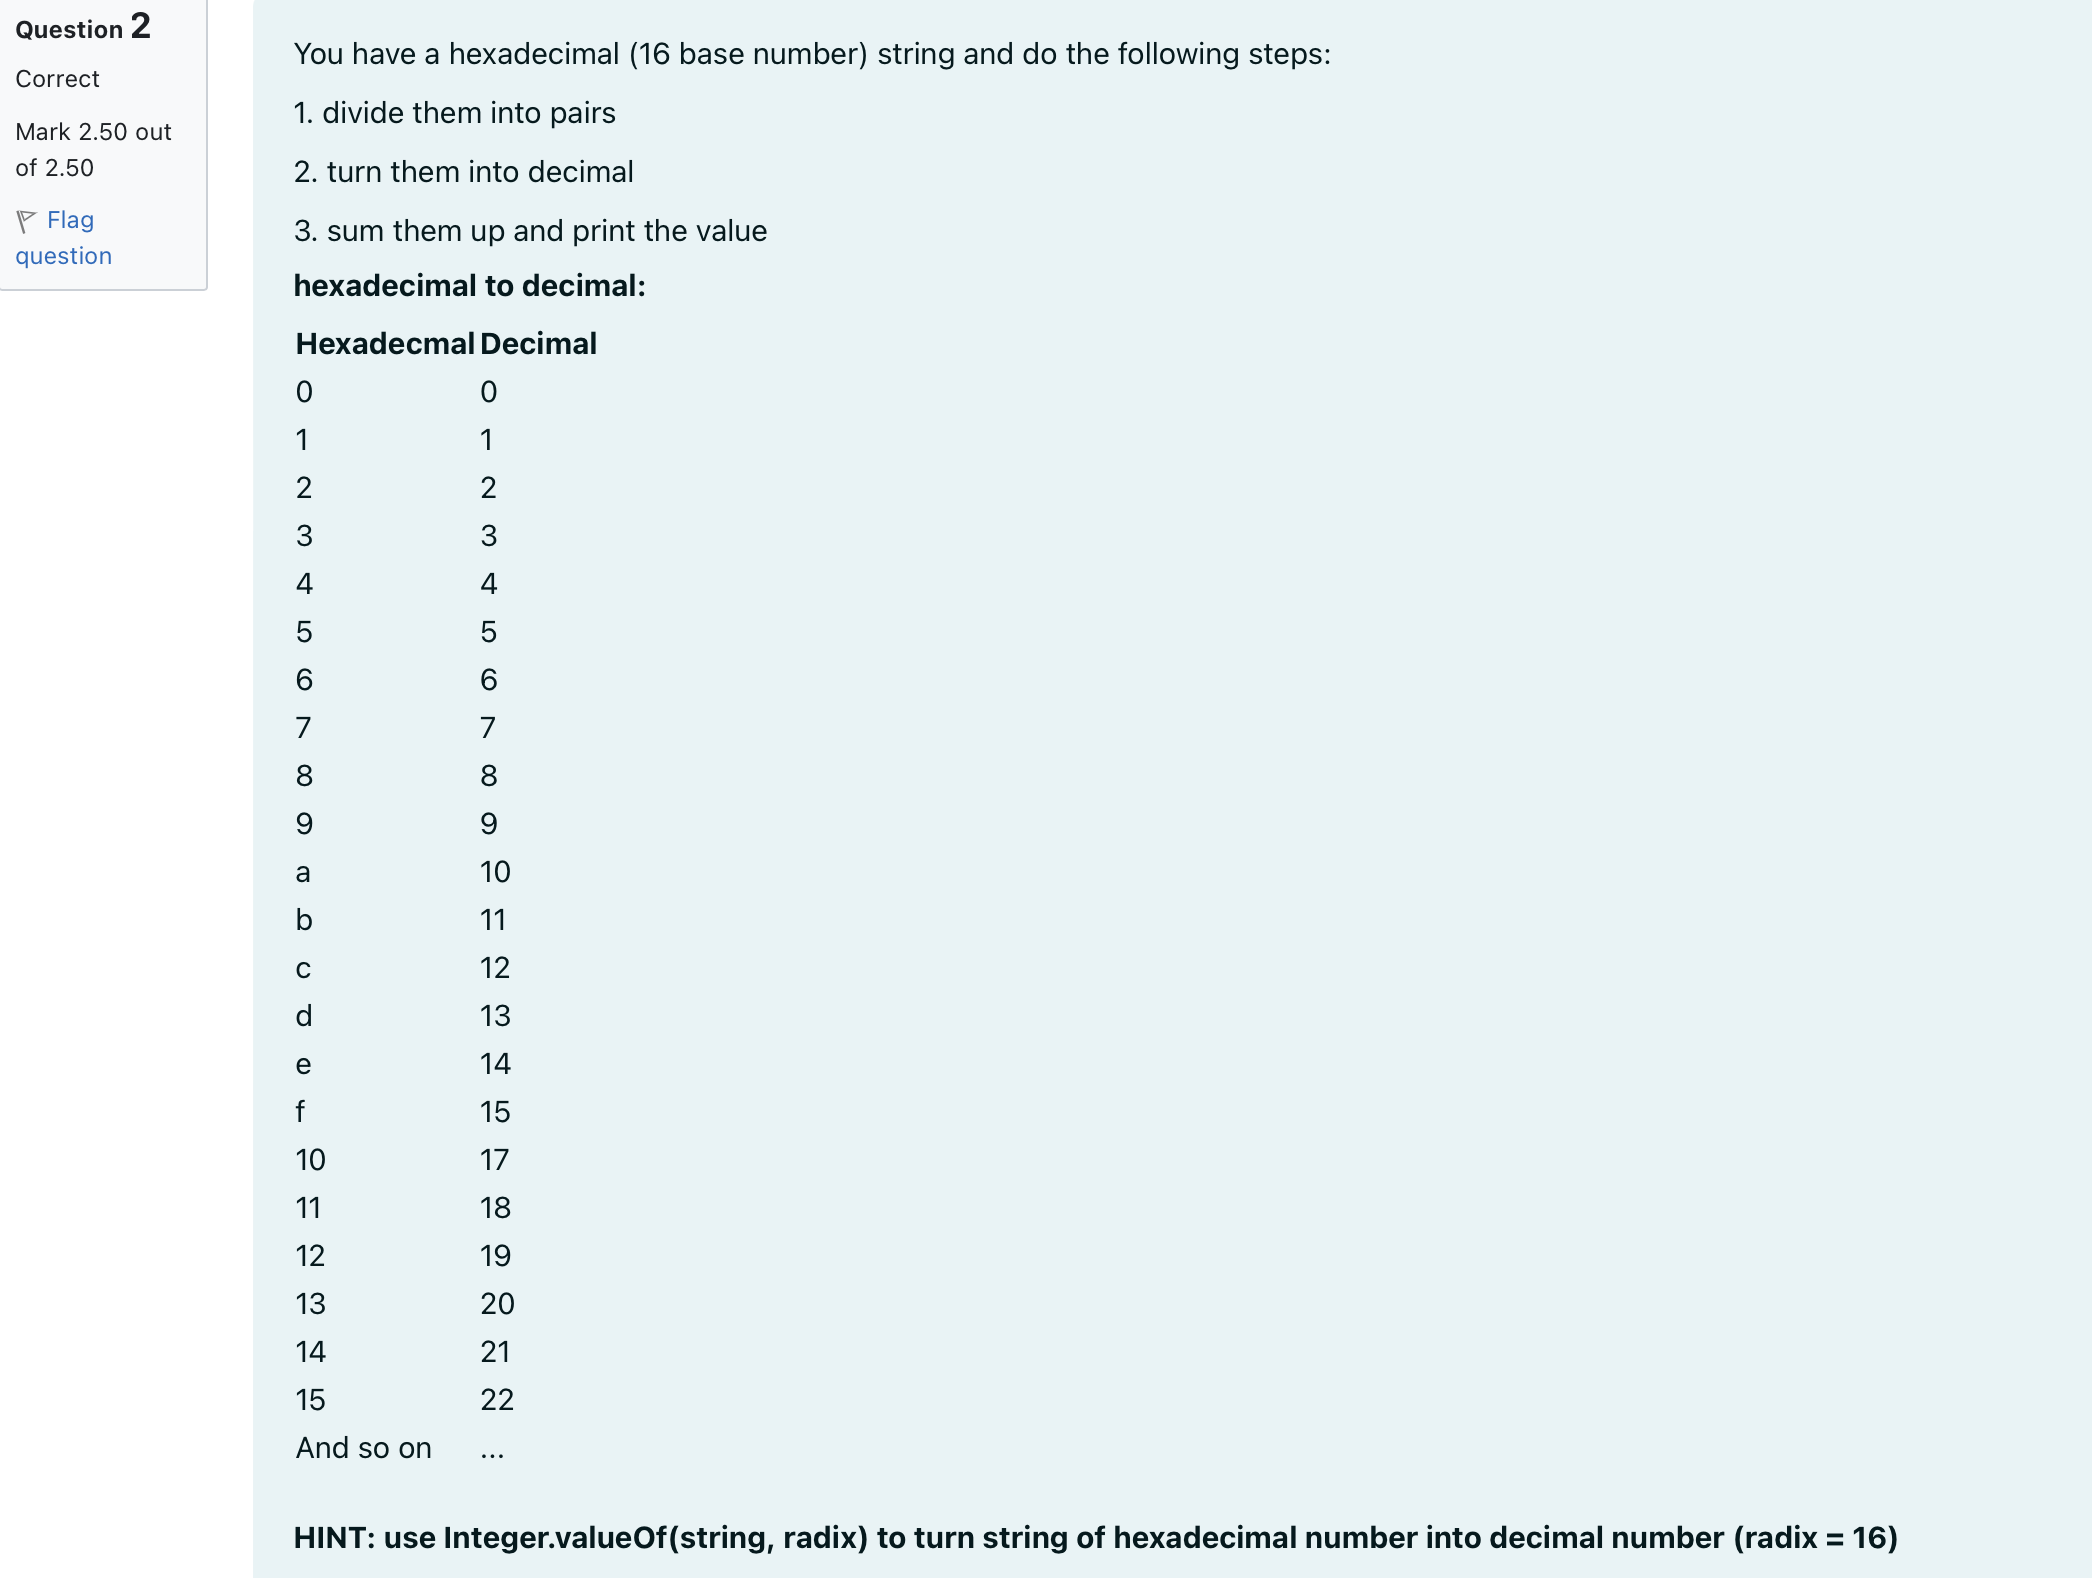 Question 2
Correct
Mark 2.50 out
of 2.50
Flag
question
You have a hexadecimal (16 base number) string and do the following steps:
1. divide them into pairs
2. turn them into decimal
3. sum them up and print the value
hexadecimal to decimal:
Hexadecmal Decimal
0 0
1 1
2 2
3 3
4 4
5 5
6 6
7 7
8 8
9 9
a 10
b 11
c 12
d 13
e 14
f 15
10 17
11 18
12 19
13 20
14 21
15 22
And so on ...
HINT: use Integer.valueOf(string, radix) to turn string of hexadecimal number into decimal number (radix = 16)